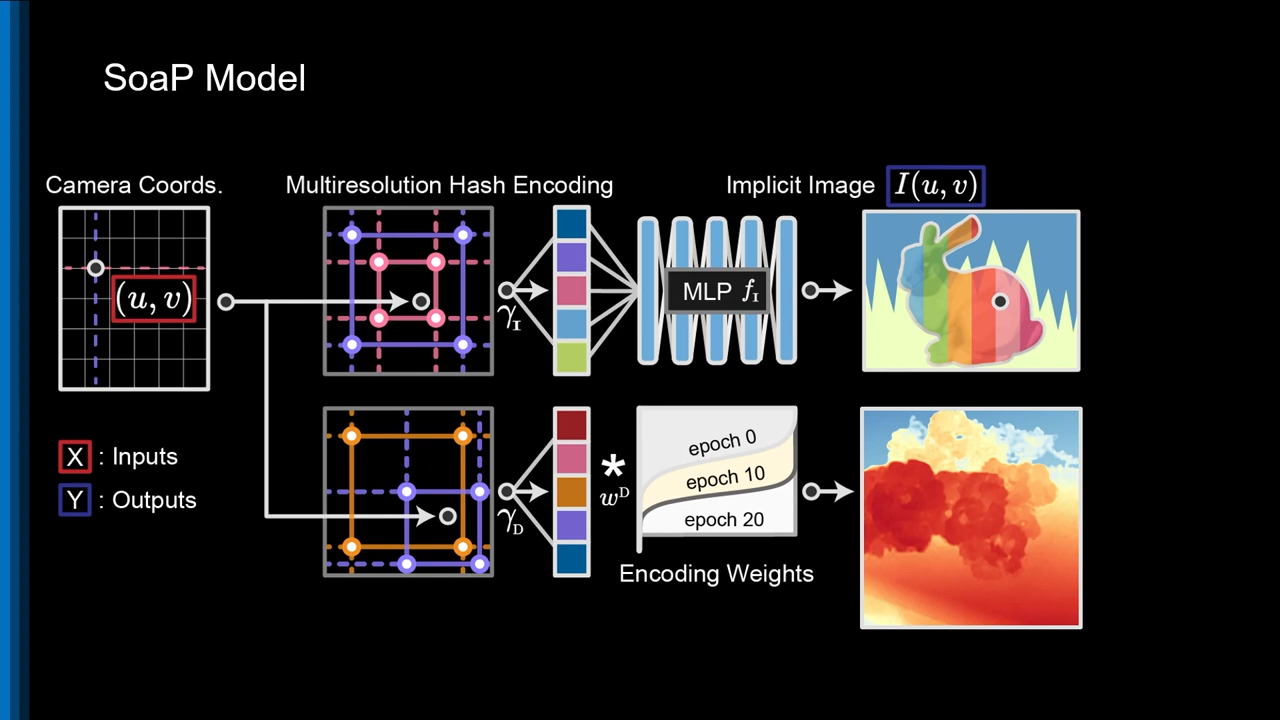 SoaP Model
Camera Coords.
Multiresolution Hash Encoding
Implicit Image I(u, v)
(u, v)
γI
MLP fI
X : Inputs
Y : Outputs
γD
* wD
epoch 0
epoch 10
epoch 20
Encoding Weights